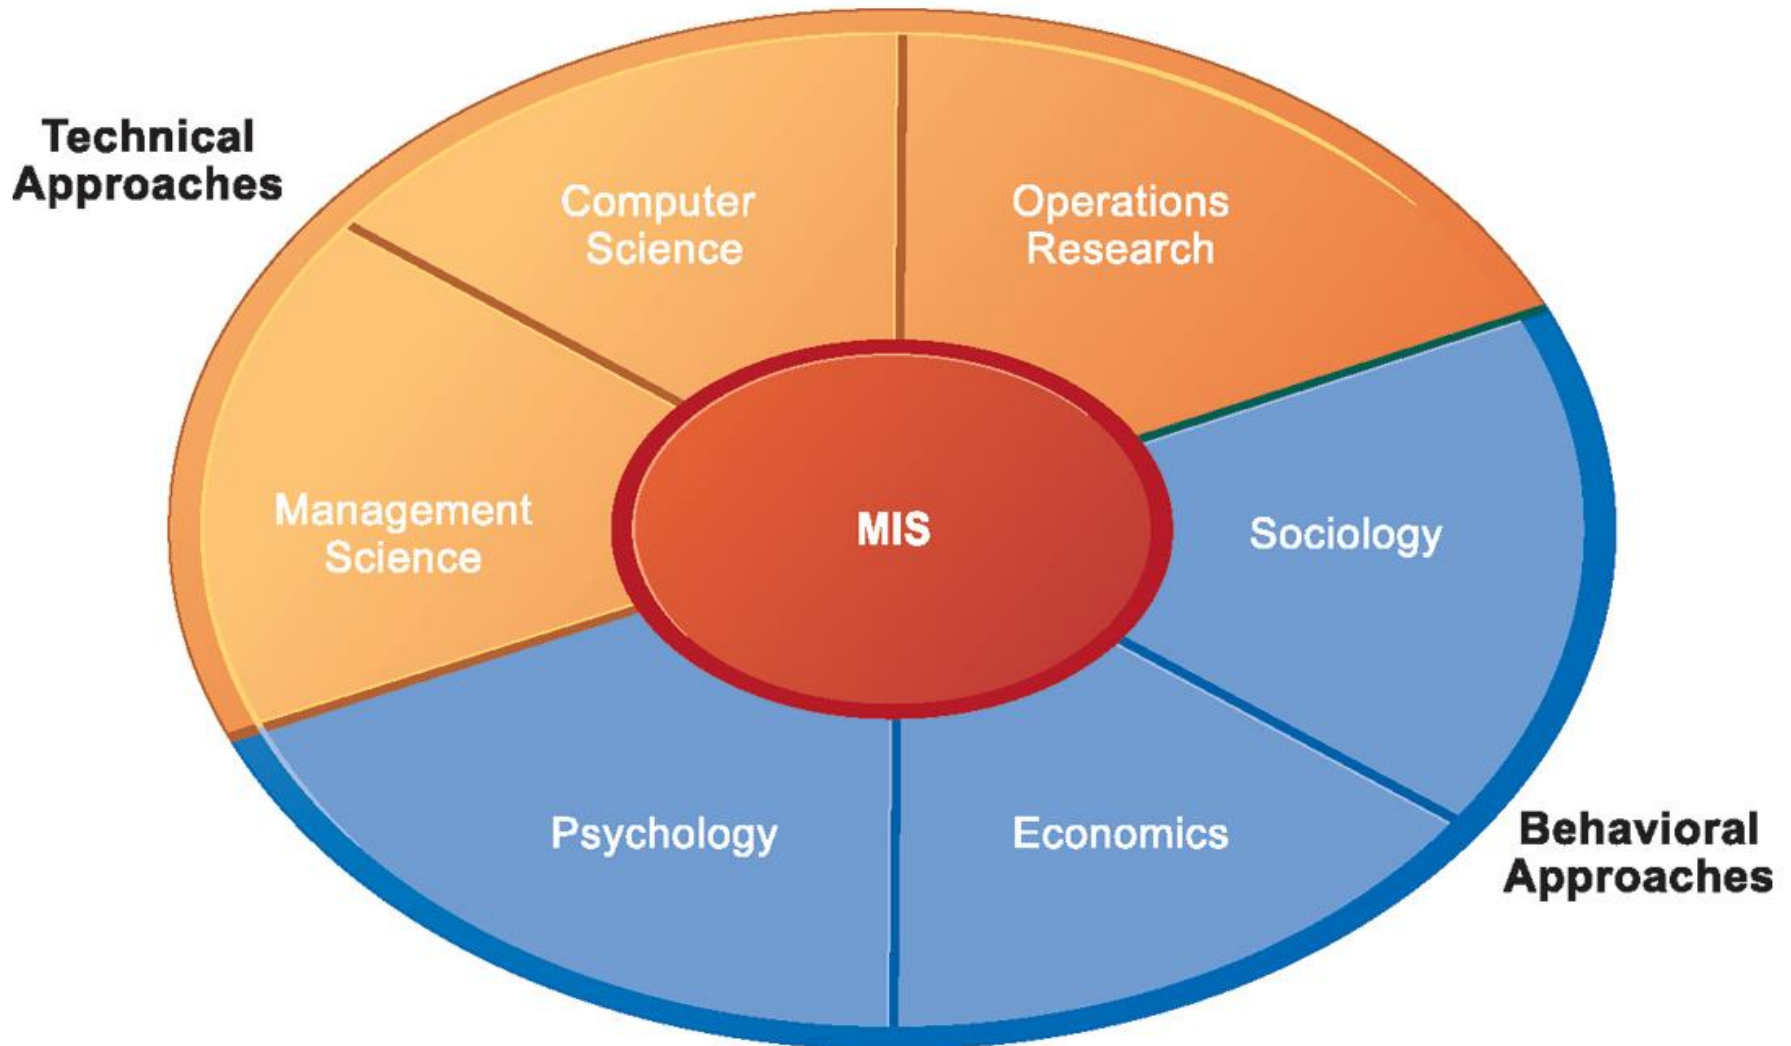 Technical
Approaches
Computer
Science
Operations
Research
Management
Science
MIS
Sociology
Psychology
Economics
Behavioral
Approaches